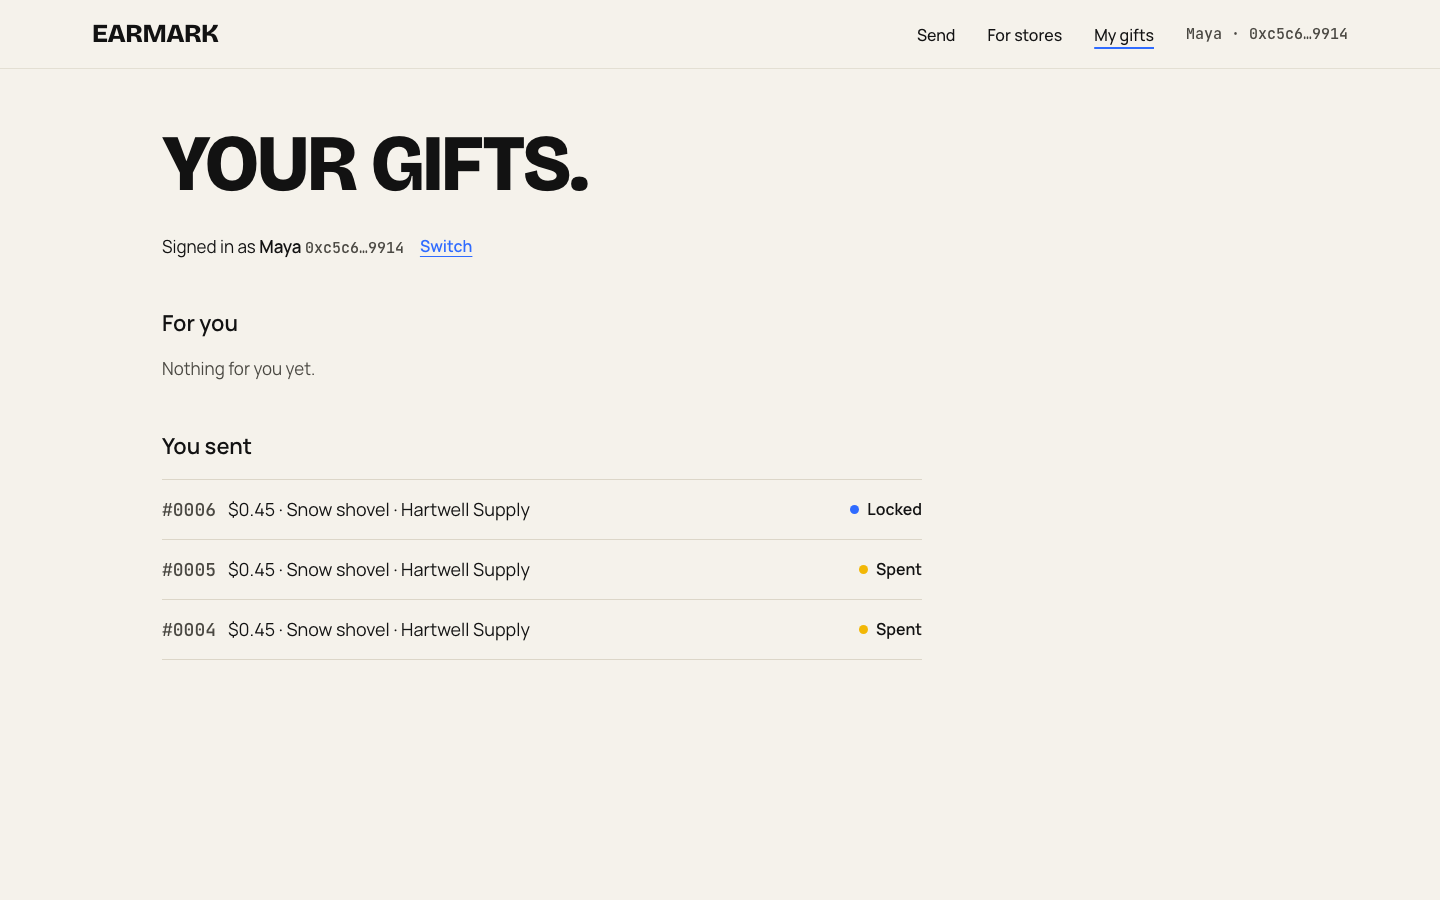 EARMARK
Send
For stores
My gifts
Maya · 0xc5c6…9914
YOUR GIFTS.
Signed in as Maya 0xc5c6…9914 Switch
For you
Nothing for you yet.
You sent
#0006 $0.45 · Snow shovel · Hartwell Supply Locked
#0005 $0.45 · Snow shovel · Hartwell Supply Spent
#0004 $0.45 · Snow shovel · Hartwell Supply Spent